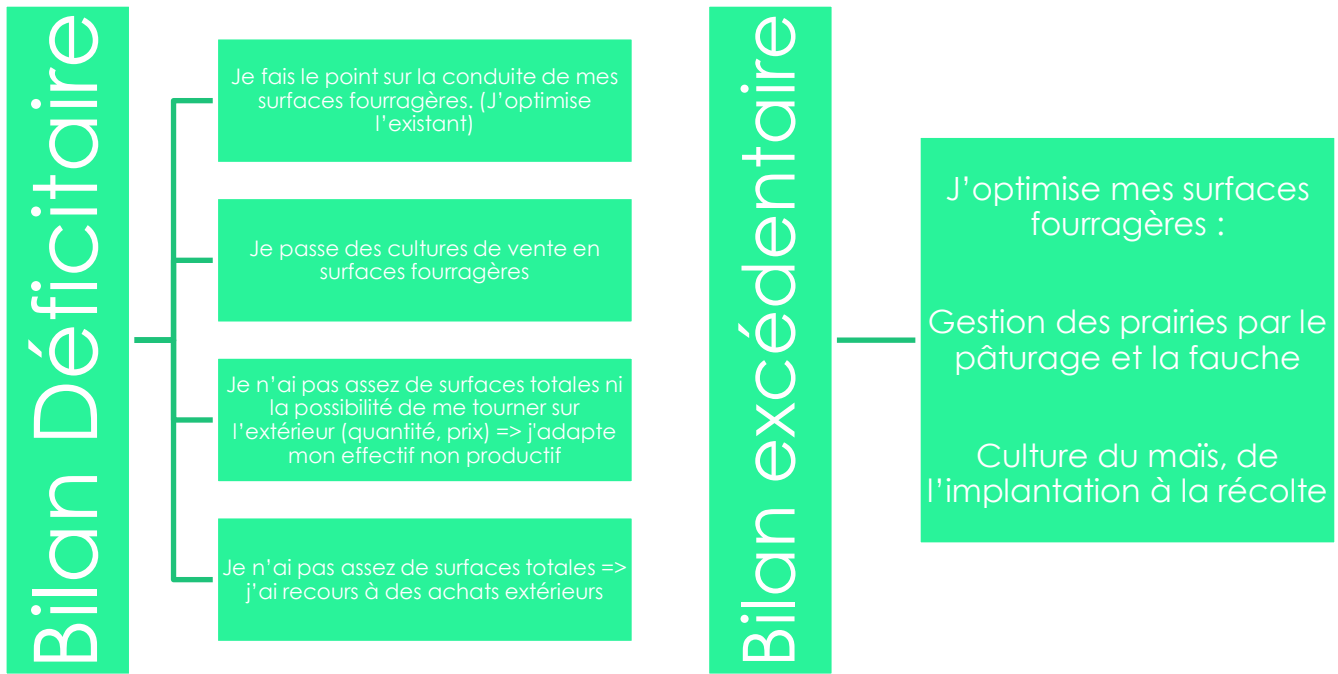 Bilan Déficitaire
Je fais le point sur la conduite de mes
surfaces fourragères. (J'optimise
l'existant)
Je passe des cultures de vente en
surfaces fourragères
Je n'ai pas assez de surfaces totales ni
la possibilité de me tourner sur
l'extérieur (quantité, prix) => j'adapte
mon effectif non productif
Je n'ai pas assez de surfaces totales =>
j'ai recours à des achats extérieurs
Bilan excédentaire
J'optimise mes surfaces
fourragères :
Gestion des prairies par le
pâturage et la fauche
Culture du maïs, de
l'implantation à la récolte